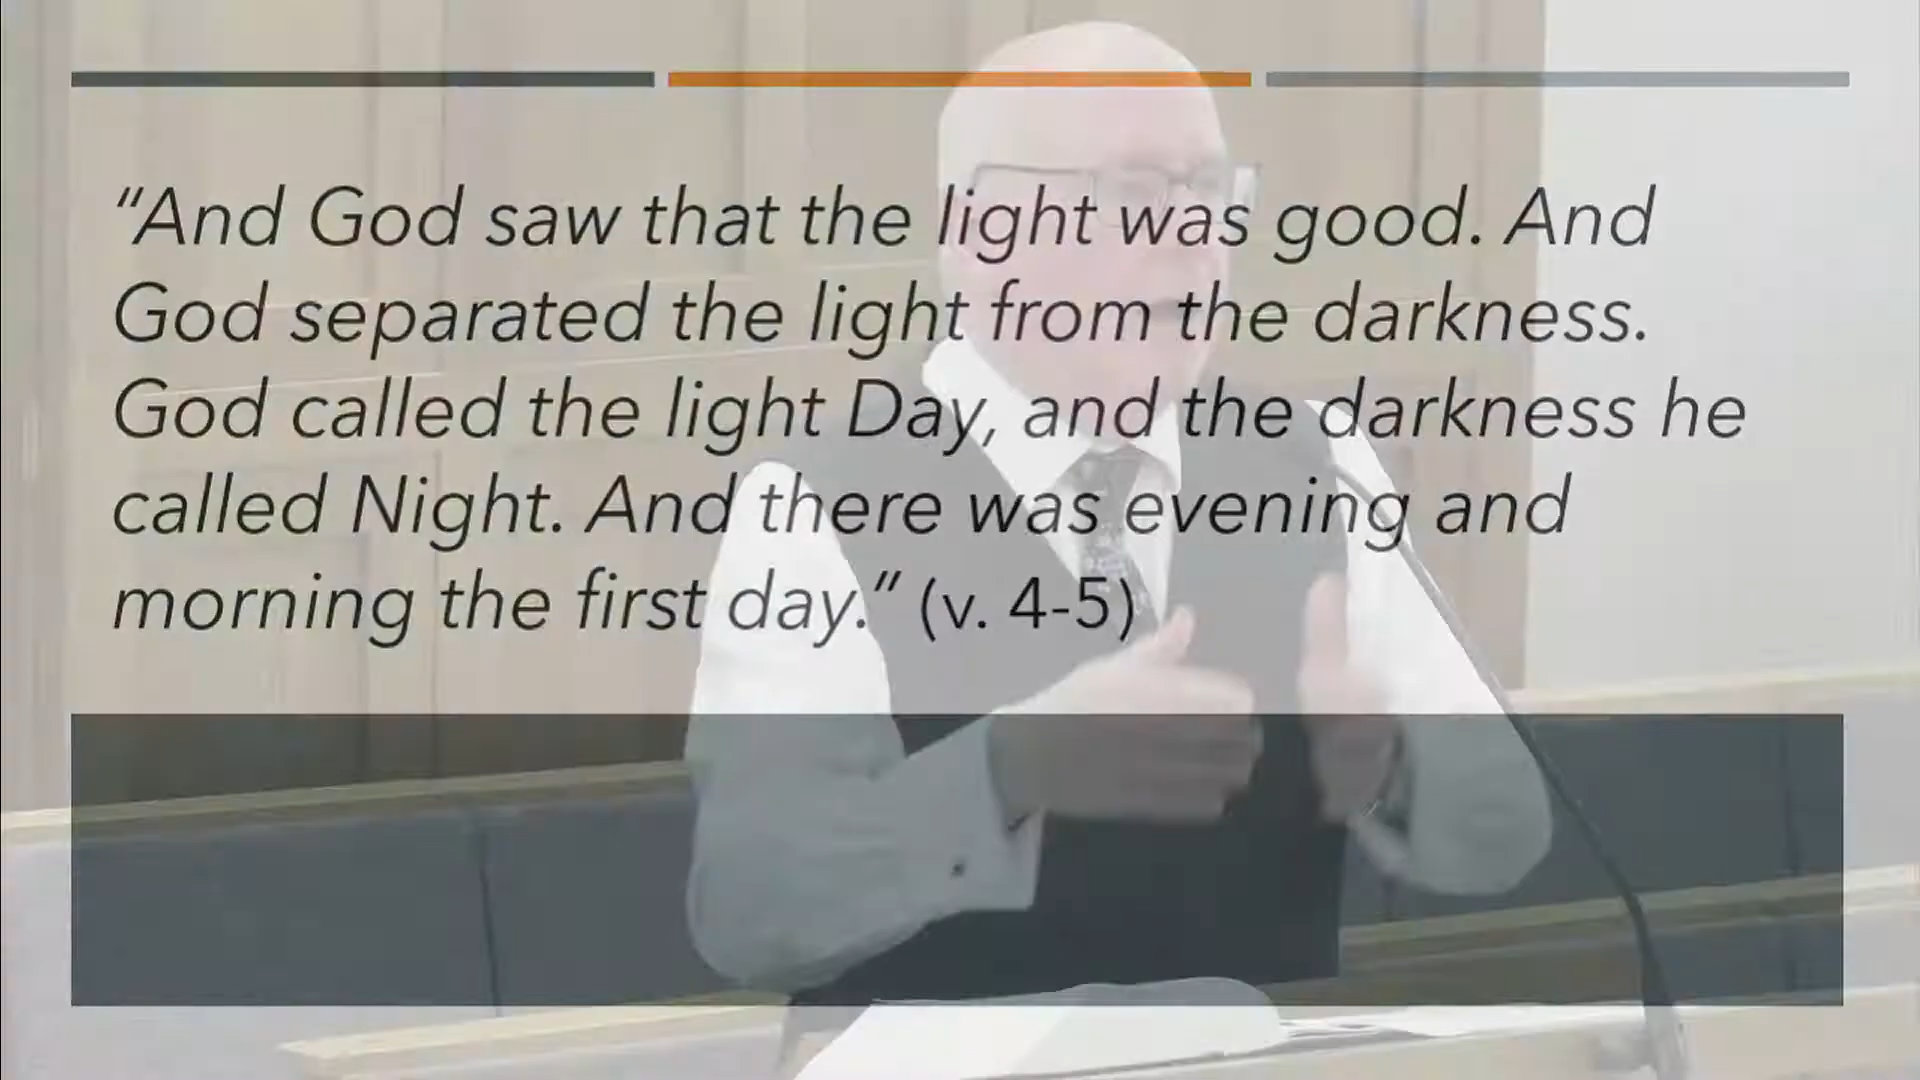 “And God saw that the light was good. And
God separated the light from the darkness.
God called the light Day, and the darkness he
called Night. And there was evening and
morning the first day.” (v. 4-5)